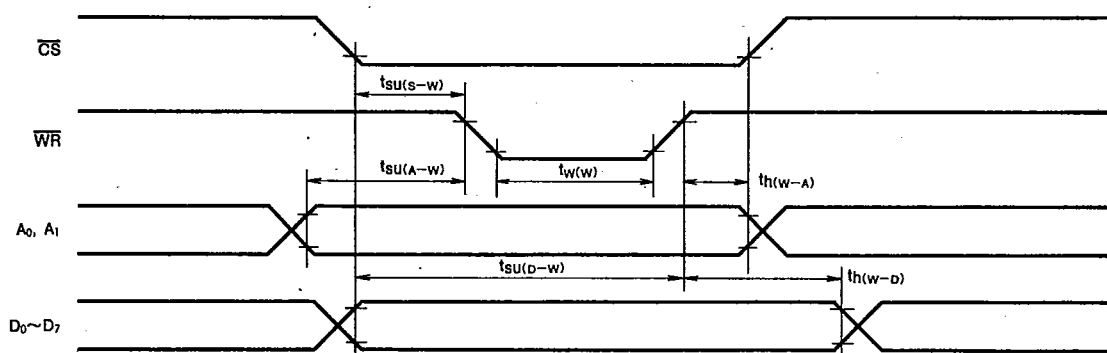 CS
tsu(S-W)
WR
tsu(A-W)
tw(W)
th(W-A)
A0, A1
tsu(D-W)
th(W-D)
D0~D7